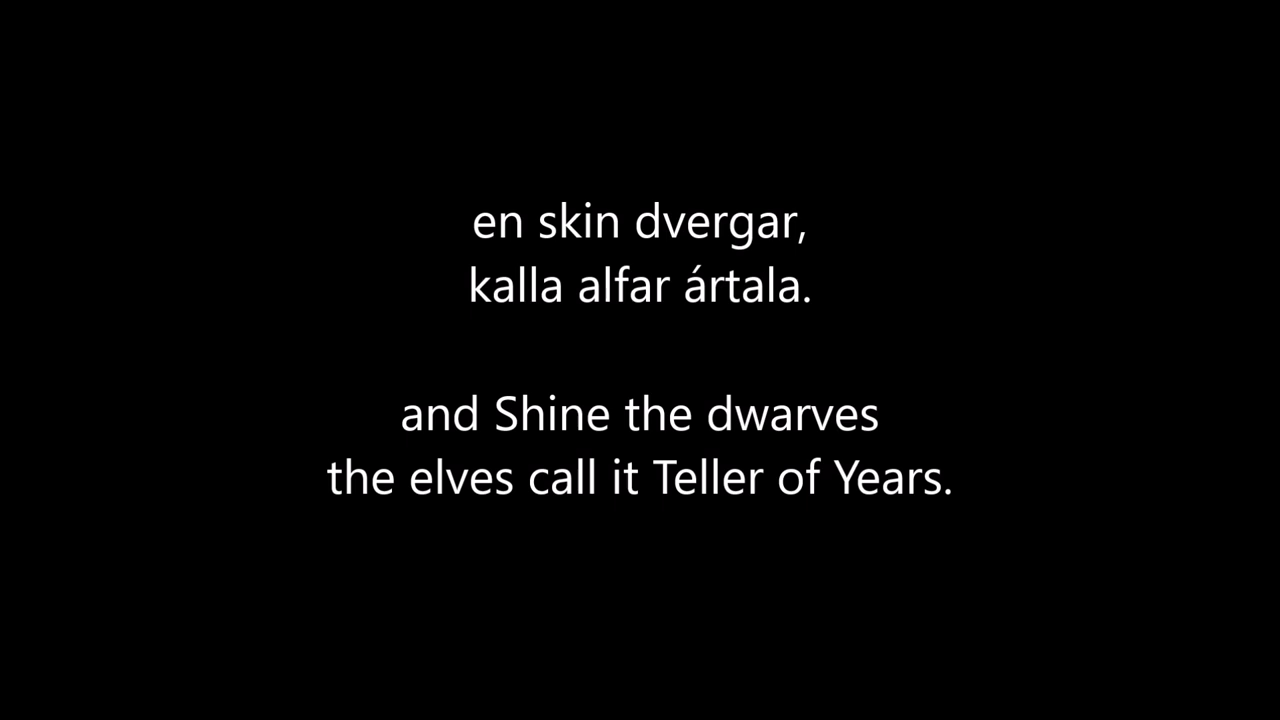 en skin dvergar,
kalla alfar ártala.
and Shine the dwarves
the elves call it Teller of Years.